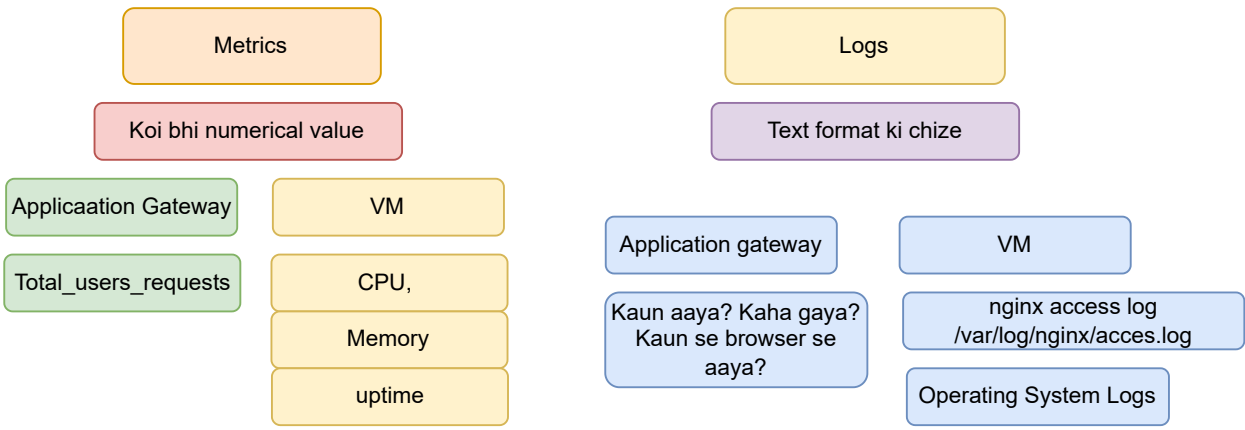 Metrics
Logs
Koi bhi numerical value
Text format ki chize
Applicaation Gateway
VM
Total_users_requests
CPU,
Memory
uptime
Application gateway
VM
Kaun aaya? Kaha gaya?
Kaun se browser se
aaya?
nginx access log
/var/log/nginx/acces.log
Operating System Logs